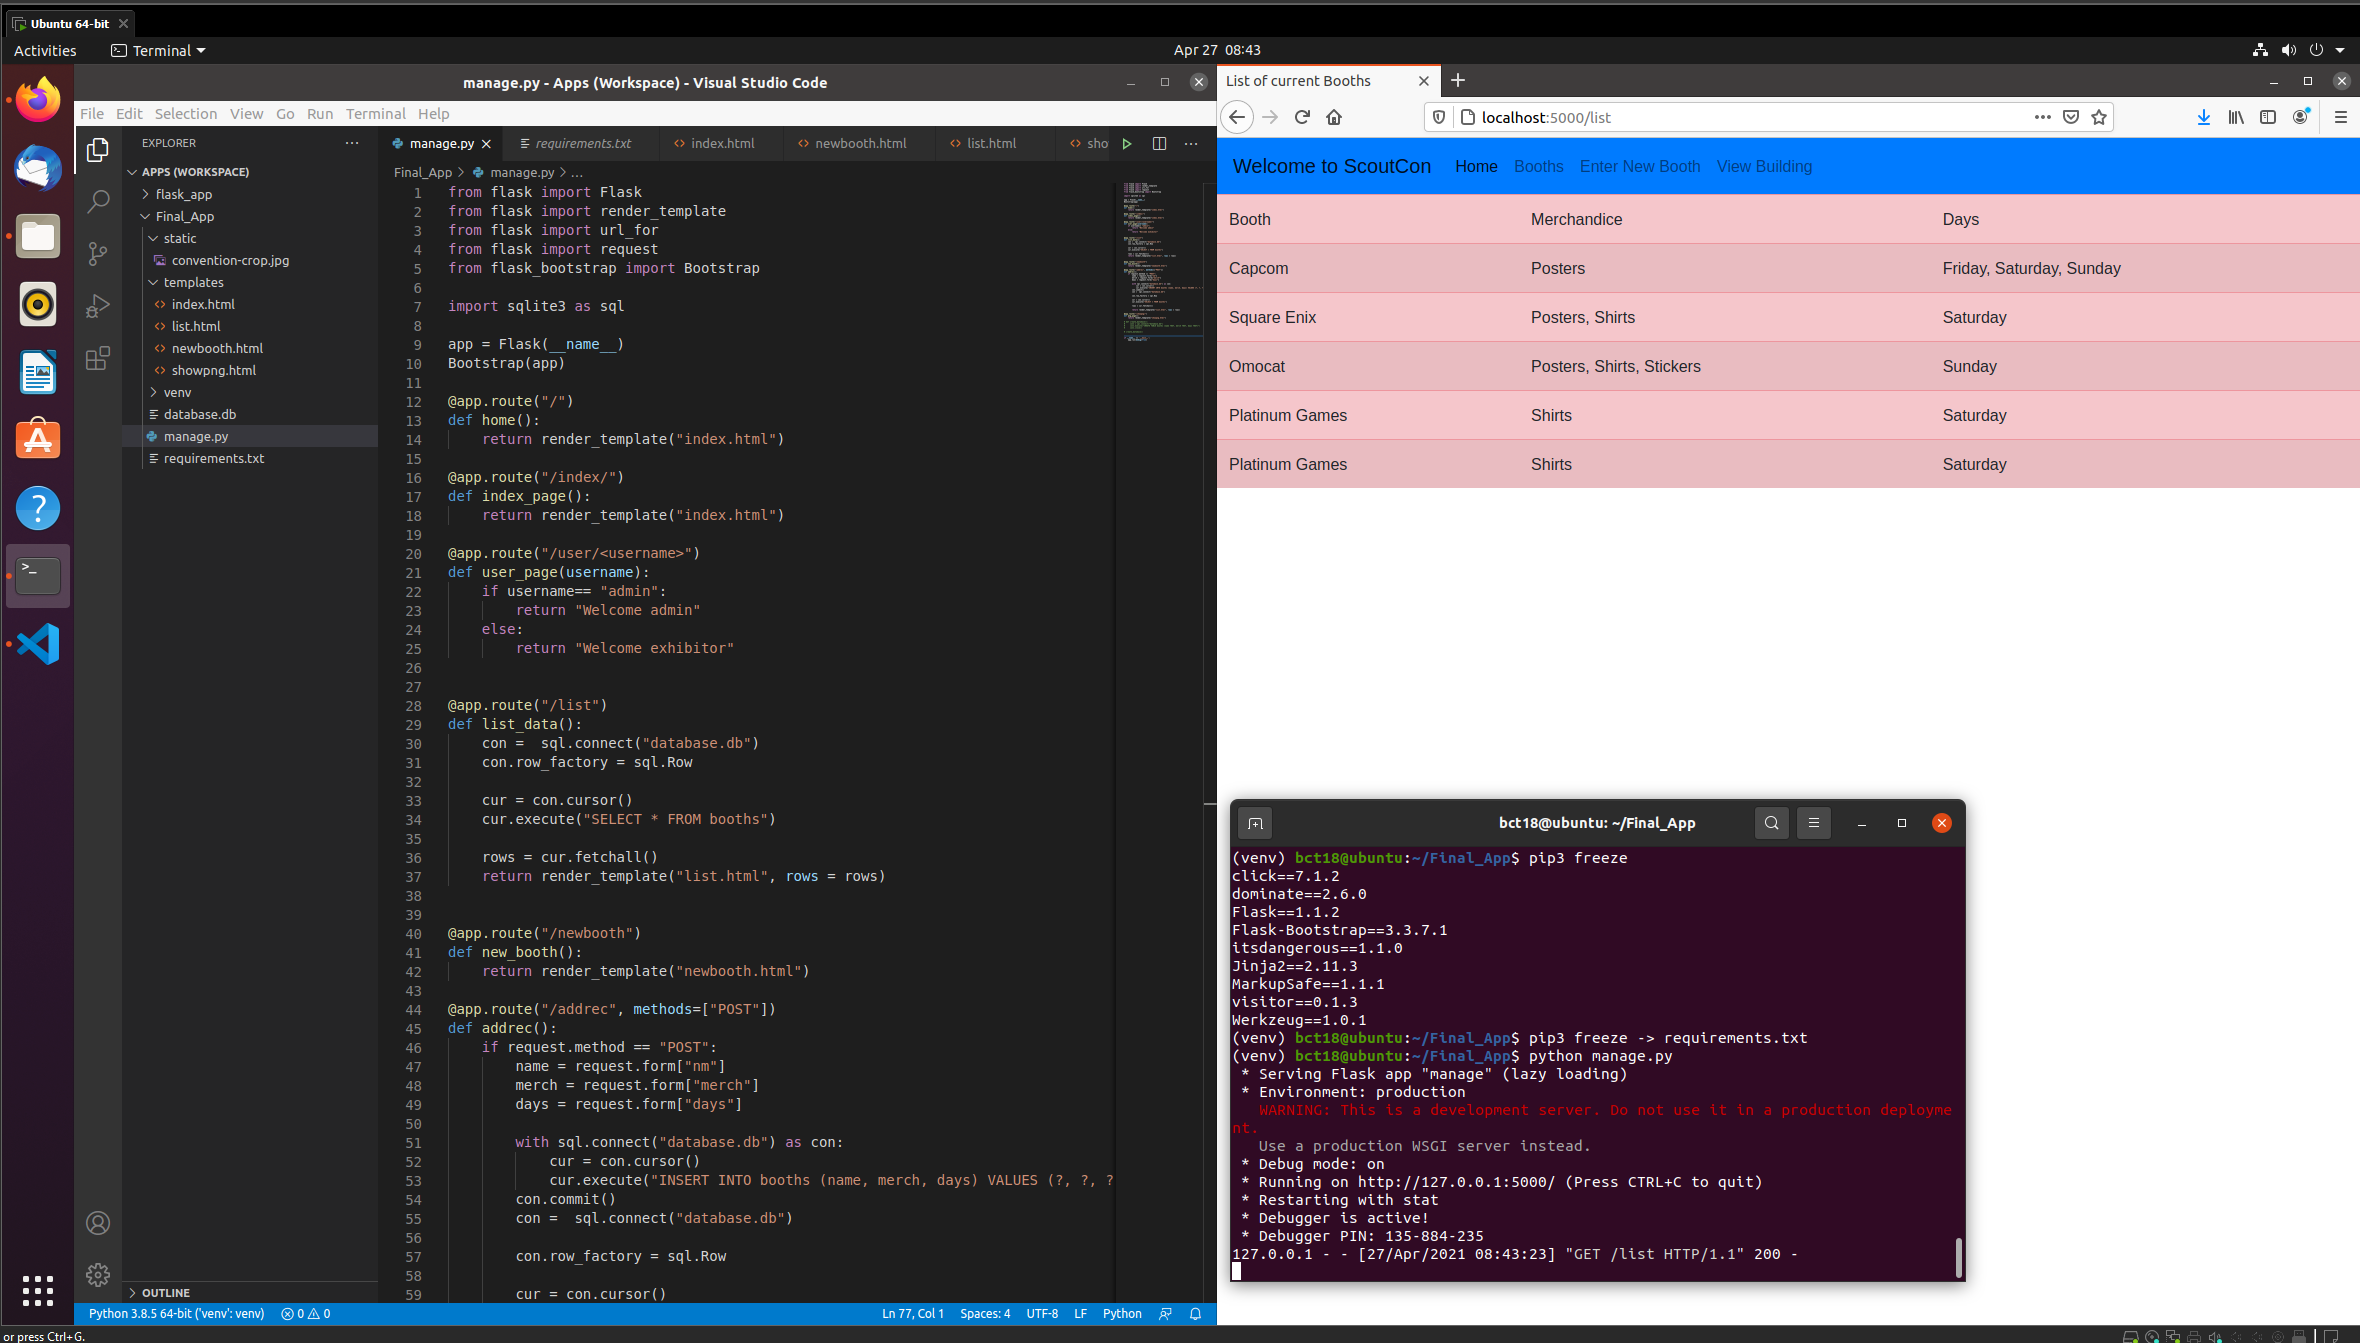 Ubuntu 64-bit
Activities
Terminal
Apr 27 08:43
manage.py - Apps (Workspace) - Visual Studio Code
File Edit Selection View Go Run Terminal Help
EXPLORER
APPS (WORKSPACE)
flask_app
Final_App
static
convention-crop.jpg
templates
index.html
list.html
newbooth.html
showpng.html
venv
database.db
manage.py
requirements.txt
OUTLINE
manage.py requirements.txt index.html newbooth.html list.html sho
Final_App > manage.py > ...
1 from flask import Flask
2 from flask import render_template
3 from flask import url_for
4 from flask import request
5 from flask_bootstrap import Bootstrap
6
7 import sqlite3 as sql
8
9 app = Flask(__name__)
10 Bootstrap(app)
11
12 @app.route("/")
13 def home():
14 return render_template("index.html")
15
16 @app.route("/index/")
17 def index_page():
18 return render_template("index.html")
19
20 @app.route("/user/<username>")
21 def user_page(username):
22 if username== "admin":
23 return "Welcome admin"
24 else:
25 return "Welcome exhibitor"
26
27
28 @app.route("/list")
29 def list_data():
30 con =  sql.connect("database.db")
31 con.row_factory = sql.Row
32
33 cur = con.cursor()
34 cur.execute("SELECT * FROM booths")
35
36 rows = cur.fetchall()
37 return render_template("list.html", rows = rows)
38
39
40 @app.route("/newbooth")
41 def new_booth():
42 return render_template("newbooth.html")
43
44 @app.route("/addrec", methods=["POST"])
45 def addrec():
46 if request.method == "POST":
47 name = request.form["nm"]
48 merch = request.form["merch"]
49 days = request.form["days"]
50
51 with sql.connect("database.db") as con:
52 cur = con.cursor()
53 cur.execute("INSERT INTO booths (name, merch, days) VALUES (?, ?, ?
54 con.commit()
55 con =  sql.connect("database.db")
56
57 con.row_factory = sql.Row
58
59 cur = con.cursor()
Python 3.8.5 64-bit ('venv': venv) 0 0 Ln 77, Col 1 Spaces: 4 UTF-8 LF Python
or press Ctrl+G.
List of current Booths
localhost:5000/list
Welcome to ScoutCon Home Booths Enter New Booth View Building
Booth Merchandice Days
Capcom Posters Friday, Saturday, Sunday
Square Enix Posters, Shirts Saturday
Omocat Posters, Shirts, Stickers Sunday
Platinum Games Shirts Saturday
Platinum Games Shirts Saturday
bct18@ubuntu: ~/Final_App
(venv) bct18@ubuntu:~/Final_App$ pip3 freeze
click==7.1.2
dominate==2.6.0
Flask==1.1.2
Flask-Bootstrap==3.3.7.1
itsdangerous==1.1.0
Jinja2==2.11.3
MarkupSafe==1.1.1
visitor==0.1.3
Werkzeug==1.0.1
(venv) bct18@ubuntu:~/Final_App$ pip3 freeze -> requirements.txt
(venv) bct18@ubuntu:~/Final_App$ python manage.py
* Serving Flask app "manage" (lazy loading)
* Environment: production
WARNING: This is a development server. Do not use it in a production deployme
nt.
Use a production WSGI server instead.
* Debug mode: on
* Running on http://127.0.0.1:5000/ (Press CTRL+C to quit)
* Restarting with stat
* Debugger is active!
* Debugger PIN: 135-884-235
127.0.0.1 - - [27/Apr/2021 08:43:23] "GET /list HTTP/1.1" 200 -